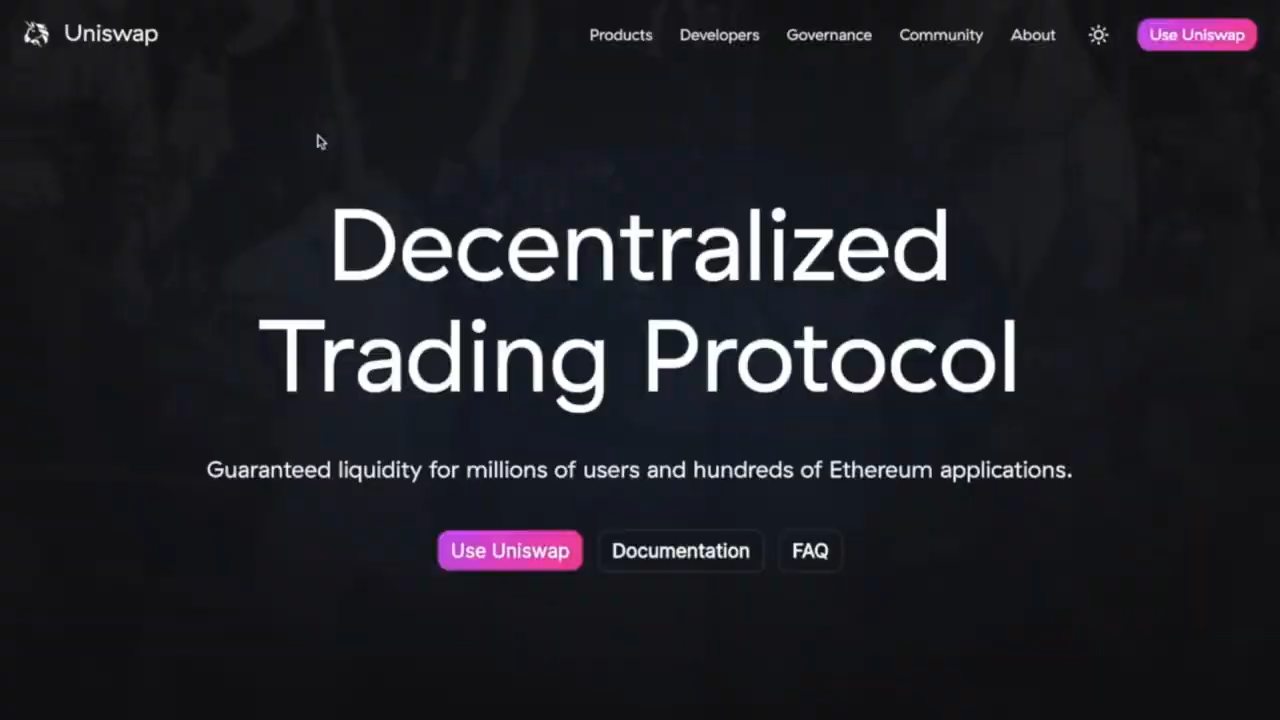 Uniswap
Products Developers Governance Community About Use Uniswap
Decentralized
Trading Protocol
Guaranteed liquidity for millions of users and hundreds of Ethereum applications.
Use Uniswap Documentation FAQ